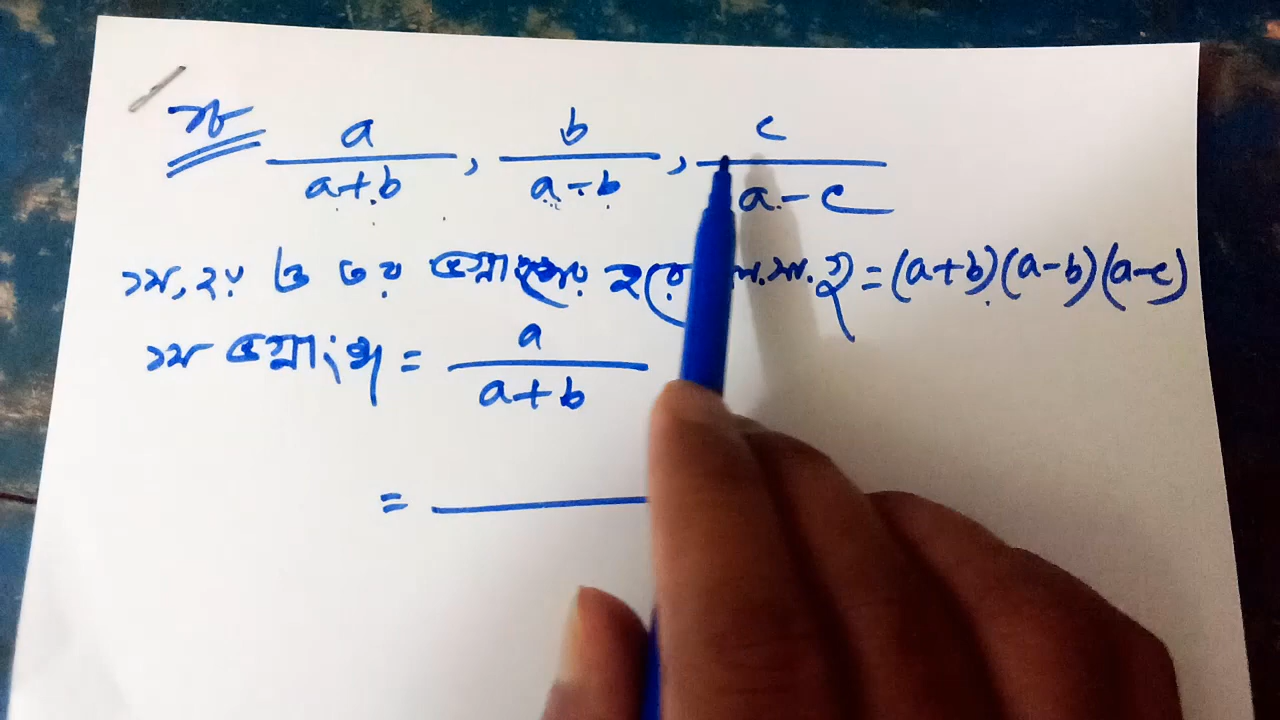 a/(a+b), b/(a-b), c/(a-c)
১ম, ২য় ও ৩য় ভগ্নাংশের হরের ল.সা.গু = (a+b)(a-b)(a-c)
১ম ভগ্নাংশ = a/(a+b)
=